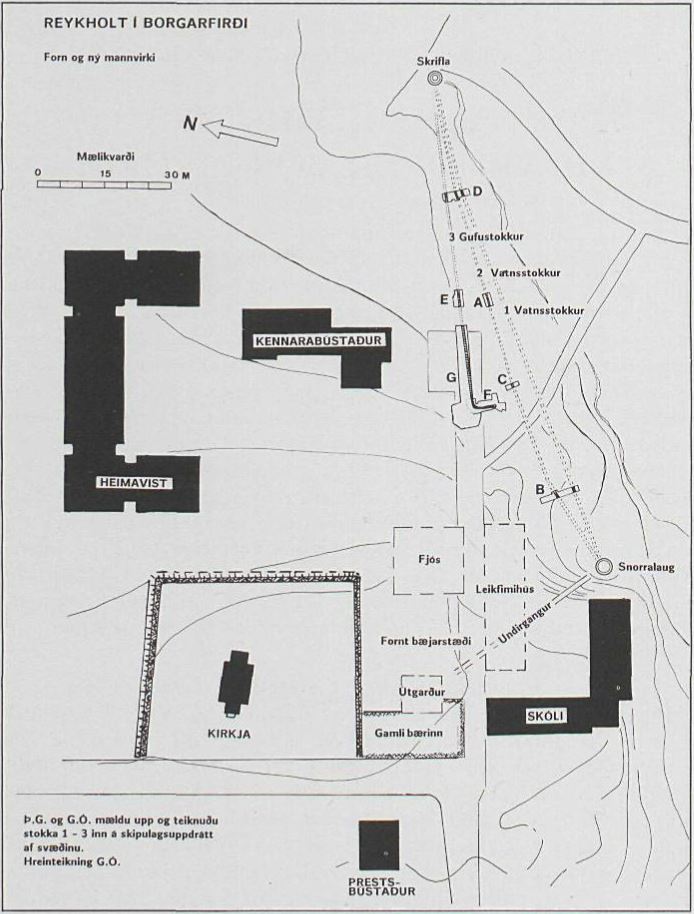 REYKHOLT Í BORGARFIRÐI
Forn og ný mannvirki
Skrifla
N
Mælikvarði
0 15 30 M
D
3 Gufustokkur
2 Vatnsstokkur
E
A
1 Vatnsstokkur
KENNARABÚSTAÐUR
G
C
F
HEIMAVIST
B
Fjós
Snorralaug
Leikfimihús
Undirgangur
Fornt bæjarstæði
Útgarður
SKÓLI
KIRKJA
Gamli bærinn
Þ.G. og G.Ó. mældu upp og teiknuðu
stokka 1 - 3 inn á skipulagsuppdrátt
af svæðinu.
Hreinteikning G.Ó.
PRESTS-
BÚSTAÐUR